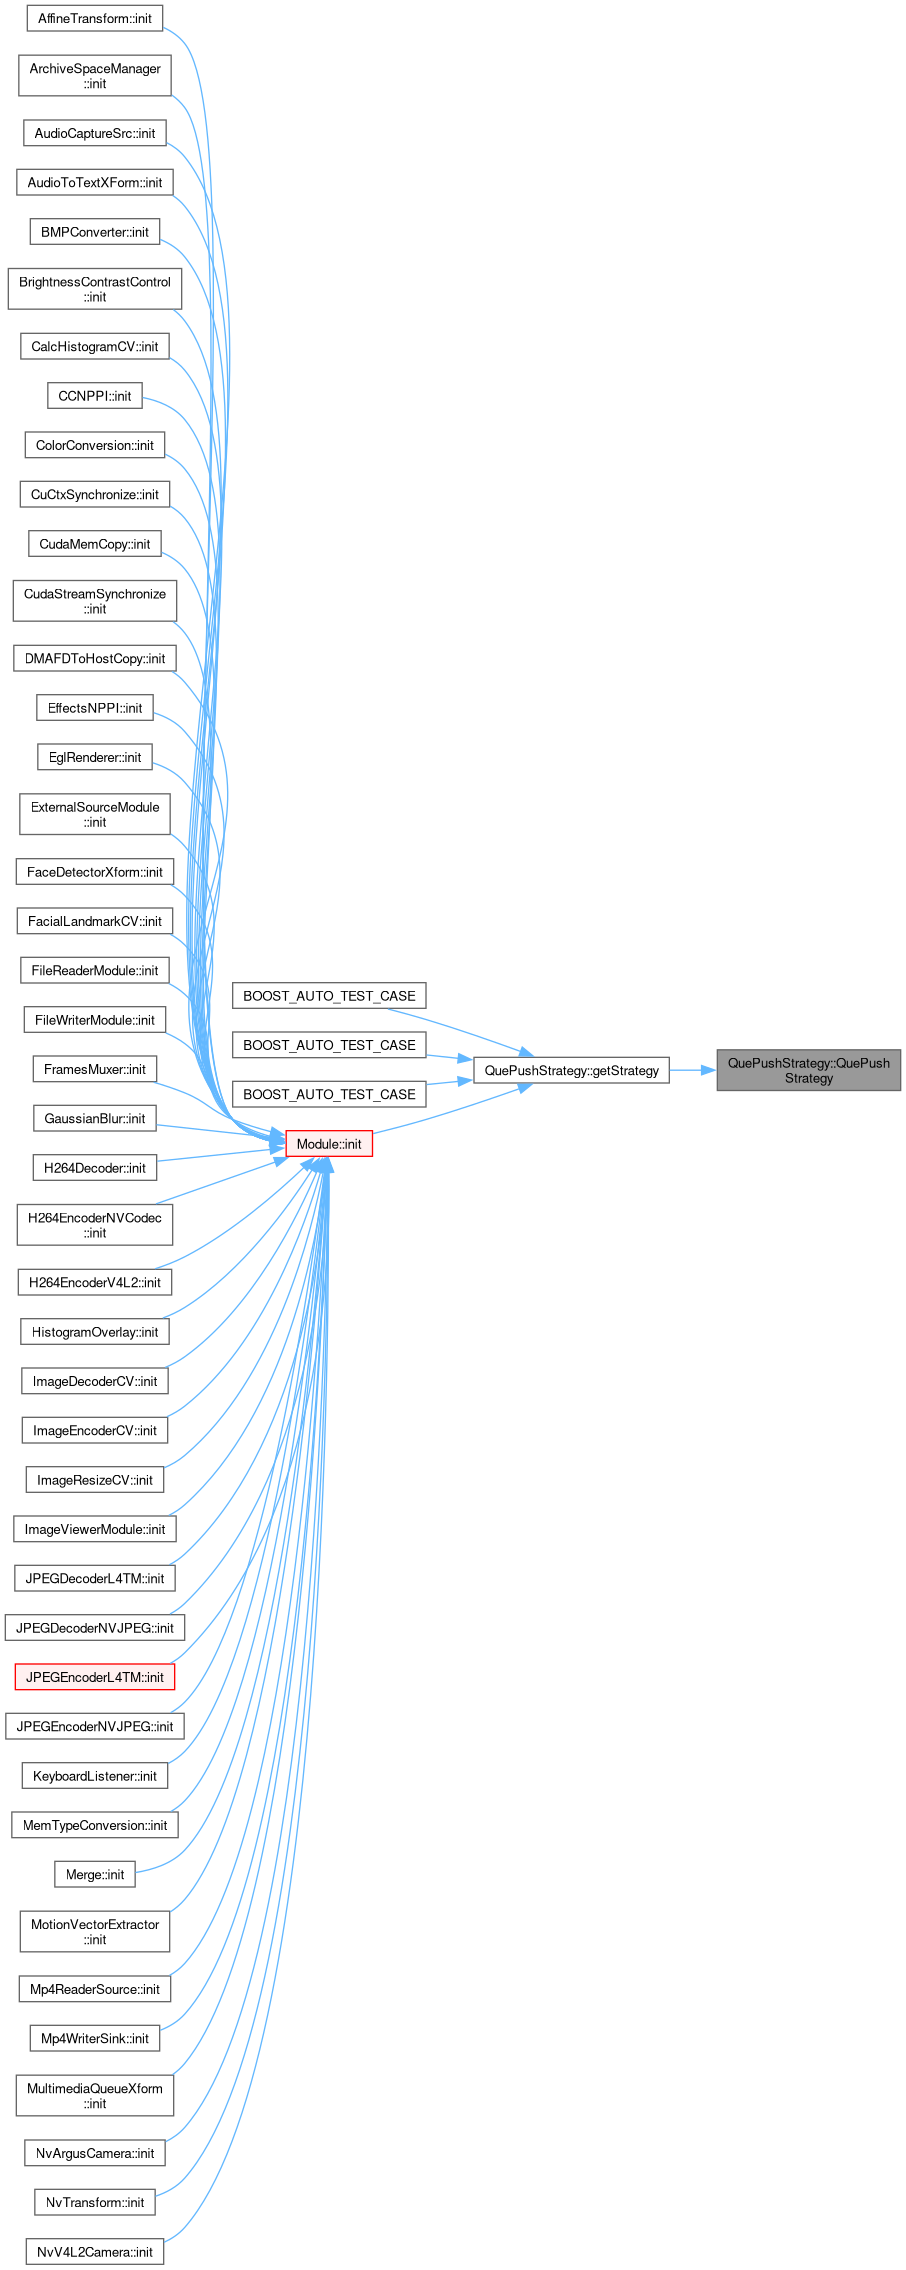 AffineTransform::init
ArchiveSpaceManager
::init
AudioCaptureSrc::init
AudioToTextXForm::init
BMPConverter::init
BrightnessContrastControl
::init
CalcHistogramCV::init
CCNPPI::init
ColorConversion::init
CuCtxSynchronize::init
CudaMemCopy::init
CudaStreamSynchronize
::init
DMAFDToHostCopy::init
EffectsNPPI::init
EglRenderer::init
ExternalSourceModule
::init
FaceDetectorXform::init
FacialLandmarkCV::init
FileReaderModule::init
FileWriterModule::init
FramesMuxer::init
GaussianBlur::init
H264Decoder::init
H264EncoderNVCodec
::init
H264EncoderV4L2::init
HistogramOverlay::init
ImageDecoderCV::init
ImageEncoderCV::init
ImageResizeCV::init
ImageViewerModule::init
JPEGDecoderL4TM::init
JPEGDecoderNVJPEG::init
JPEGEncoderL4TM::init
JPEGEncoderNVJPEG::init
KeyboardListener::init
MemTypeConversion::init
Merge::init
MotionVectorExtractor
::init
Mp4ReaderSource::init
Mp4WriterSink::init
MultimediaQueueXform
::init
NvArgusCamera::init
NvTransform::init
NvV4L2Camera::init
BOOST_AUTO_TEST_CASE
BOOST_AUTO_TEST_CASE
BOOST_AUTO_TEST_CASE
Module::init
QuePushStrategy::getStrategy
QuePushStrategy::QuePush
Strategy